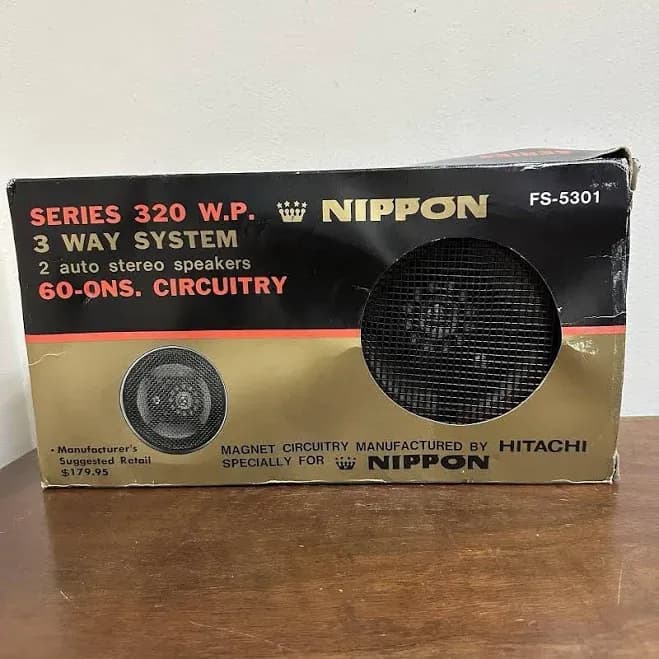 SERIES 320 W.P. NIPPON FS-5301
3 WAY SYSTEM
2 auto stereo speakers
60-ONS. CIRCUITRY
• Manufacturer's
Suggested Retail
$179.95
MAGNET CIRCUITRY MANUFACTURED BY HITACHI
SPECIALLY FOR NIPPON